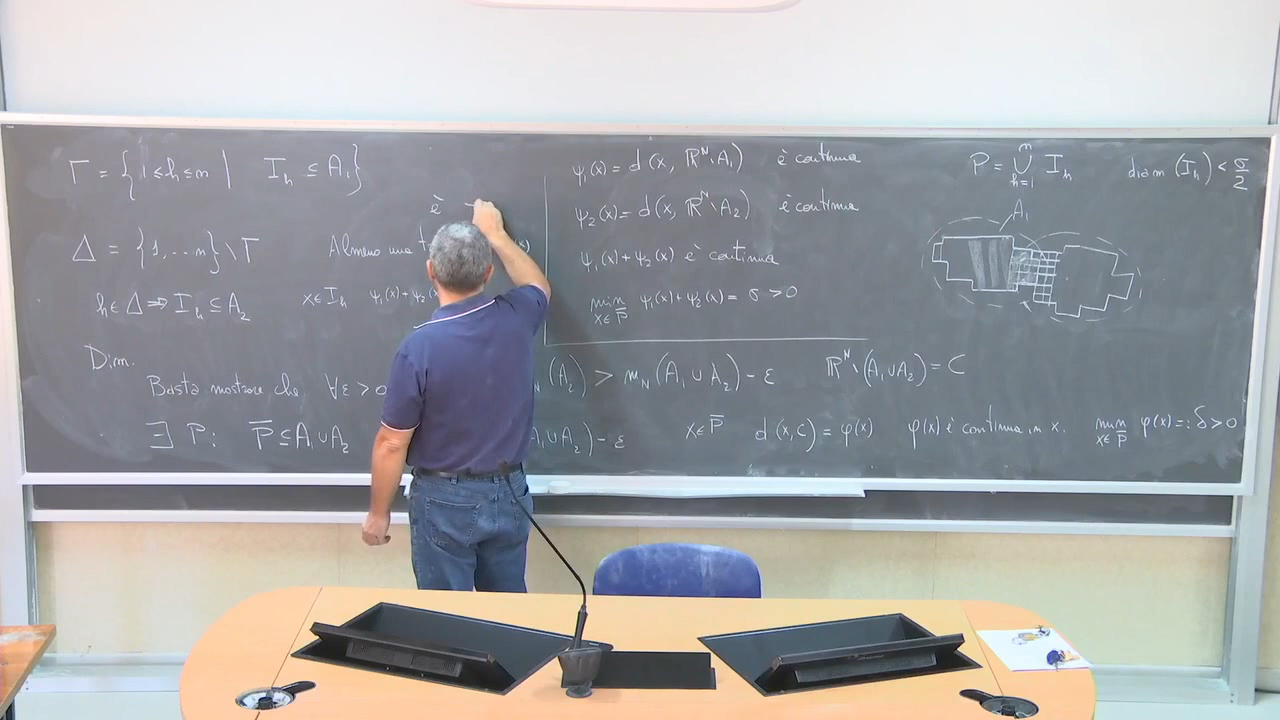 Γ = { 1 ≤ h ≤ n | I_h ⊆ A_1 }
è
Δ = { 1, ... n } \ Γ Almeno una
h ∈ Δ ⇒ I_h ⊆ A_2 x ∈ I_h ψ_1(x) + ψ_2
Dim.
Basta mostrare che ∀ε > 0
∃ P: P̅ ⊆ A_1 ∪ A_2
ψ_1(x) = d(x, ℝ^N \ A_1) è continua
ψ_2(x) = d(x, ℝ^N \ A_2) è continua
ψ_1(x) + ψ_2(x) è continua
min_{x ∈ P̅} ψ_1(x) + ψ_2(x) = σ > 0
(A_2) > m_N (A_1 ∪ A_2) - ε ℝ^N \ (A_1 ∪ A_2) = C
A_1 ∪ A_2) - ε x ∈ P̅ d(x, C) = φ(x) φ(x) è continua in x. min_{x ∈ P̅} φ(x) =: δ > 0
P = ⋃_{h=1}^{n} I_h diam (I_h) < σ/2
A_1